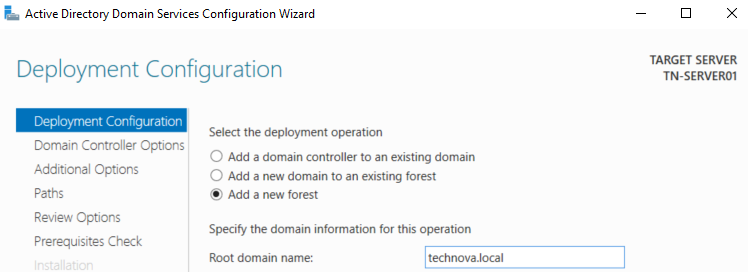 Active Directory Domain Services Configuration Wizard
Deployment Configuration
TARGET SERVER
TN-SERVER01
Deployment Configuration
Domain Controller Options
Additional Options
Paths
Review Options
Prerequisites Check
Installation
Select the deployment operation
Add a domain controller to an existing domain
Add a new domain to an existing forest
Add a new forest
Specify the domain information for this operation
Root domain name: technova.local